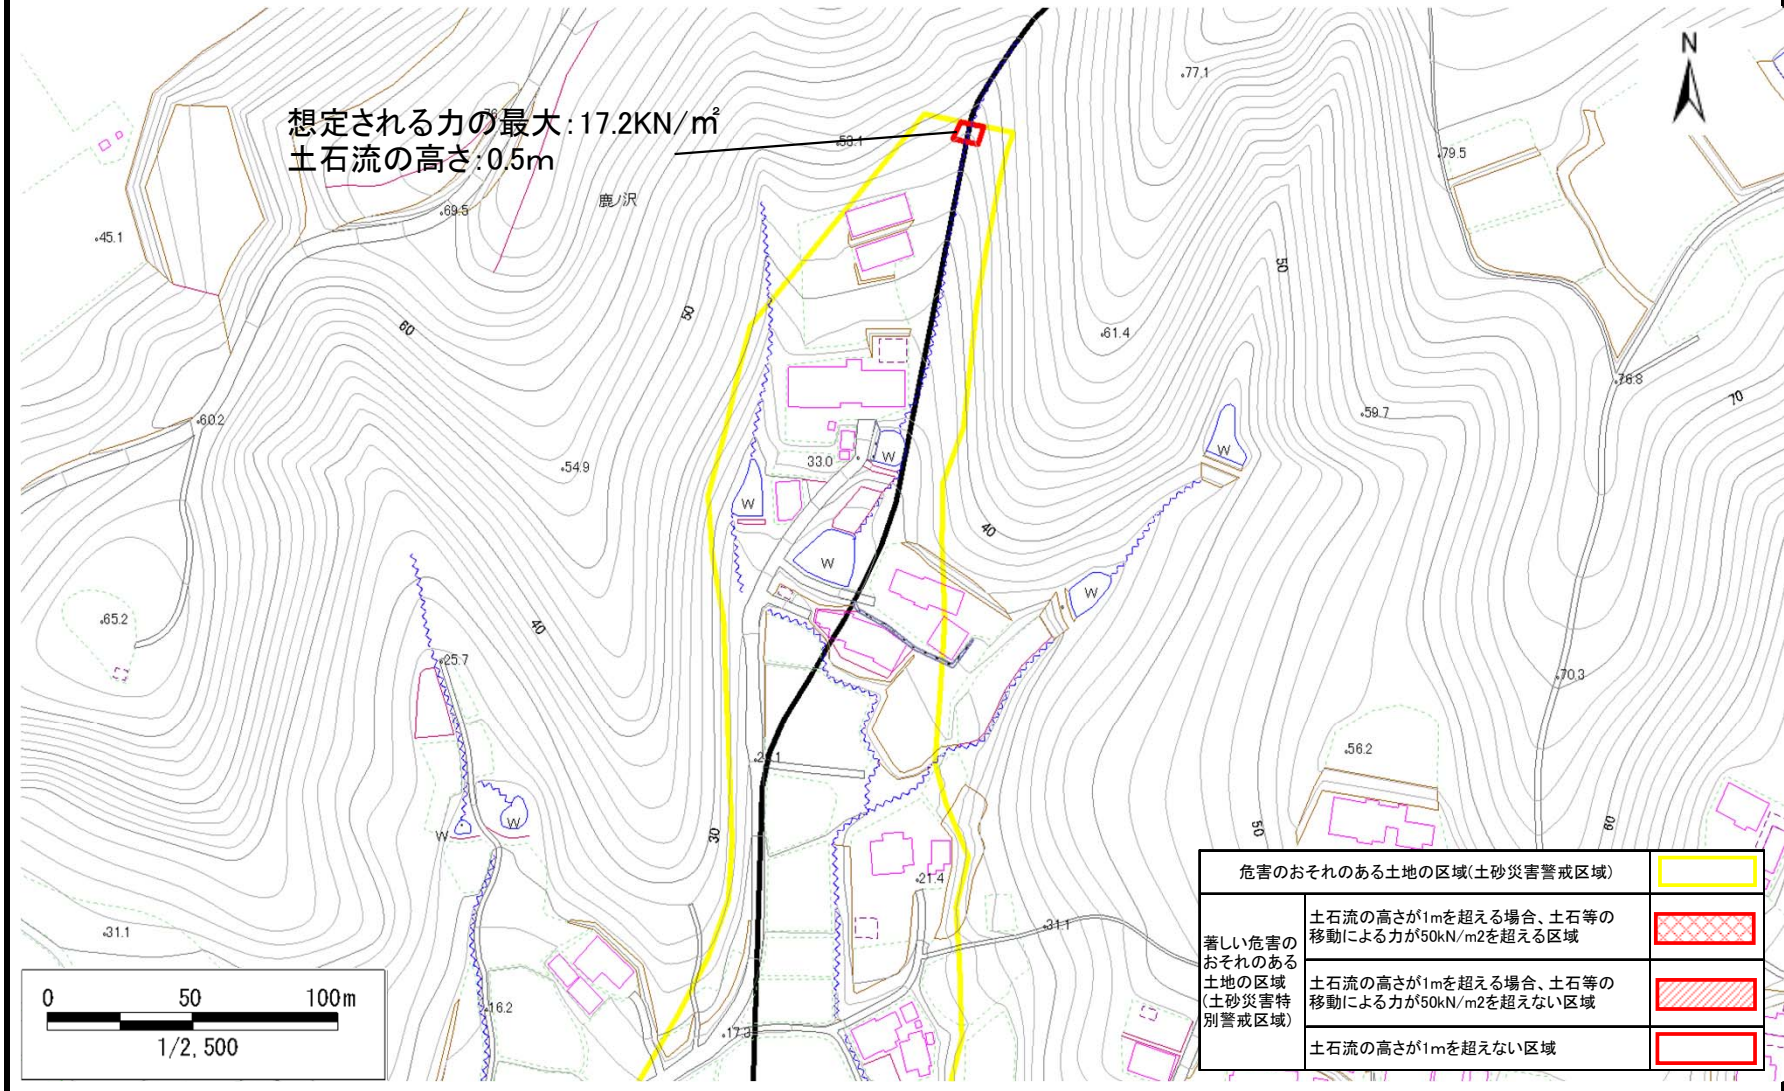 N
77.1
想定される力の最大:17.2KN/㎡
土石流の高さ:0.5m
58.1
79.5
鹿ノ沢
69.5
45.1
50
50
60
61.4
76.8
70
60.2
59.7
54.9
33.0
W
W
W
W
40
W
65.2
40
25.7
70.3
56.2
W
W
30
50
60
21.4
31.1
31.1
16.2
危害のおそれのある土地の区域(土砂災害警戒区域)
著しい危害の
おそれのある
土地の区域
(土砂災害特
別警戒区域)
土石流の高さが1mを超える場合、土石等の
移動による力が50kN/m2を超える区域
土石流の高さが1mを超える場合、土石等の
移動による力が50kN/m2を超えない区域
土石流の高さが1mを超えない区域
0 50 100m
1/2,500